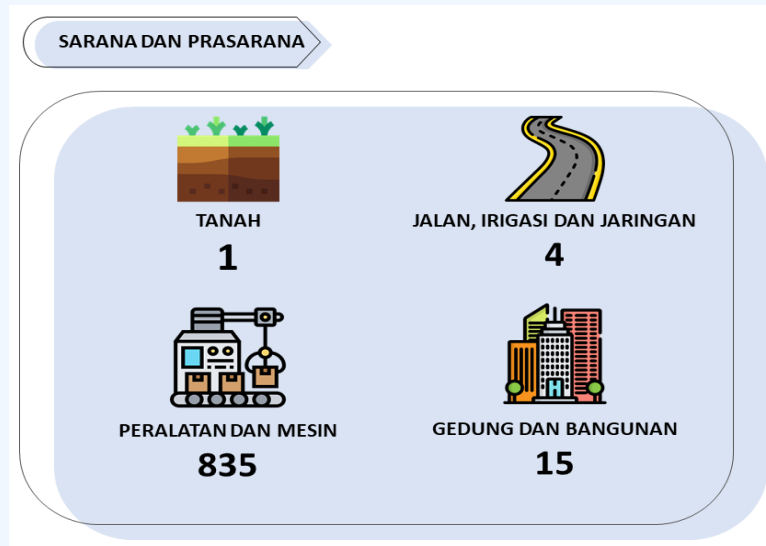 SARANA DAN PRASARANA
TANAH
1
JALAN, IRIGASI DAN JARINGAN
4
PERALATAN DAN MESIN
835
GEDUNG DAN BANGUNAN
15